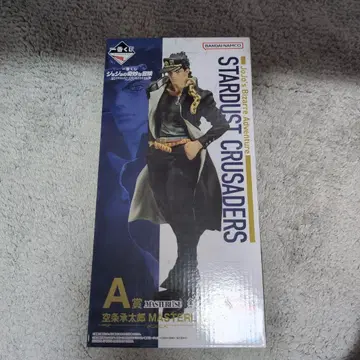 一番くじ
BANDAI NAMCO
ジョジョの奇妙な冒険
JoJo's Bizarre Adventure
STARDUST CRUSADERS
A賞
MASTERLISE
空条承太郎 MASTERL